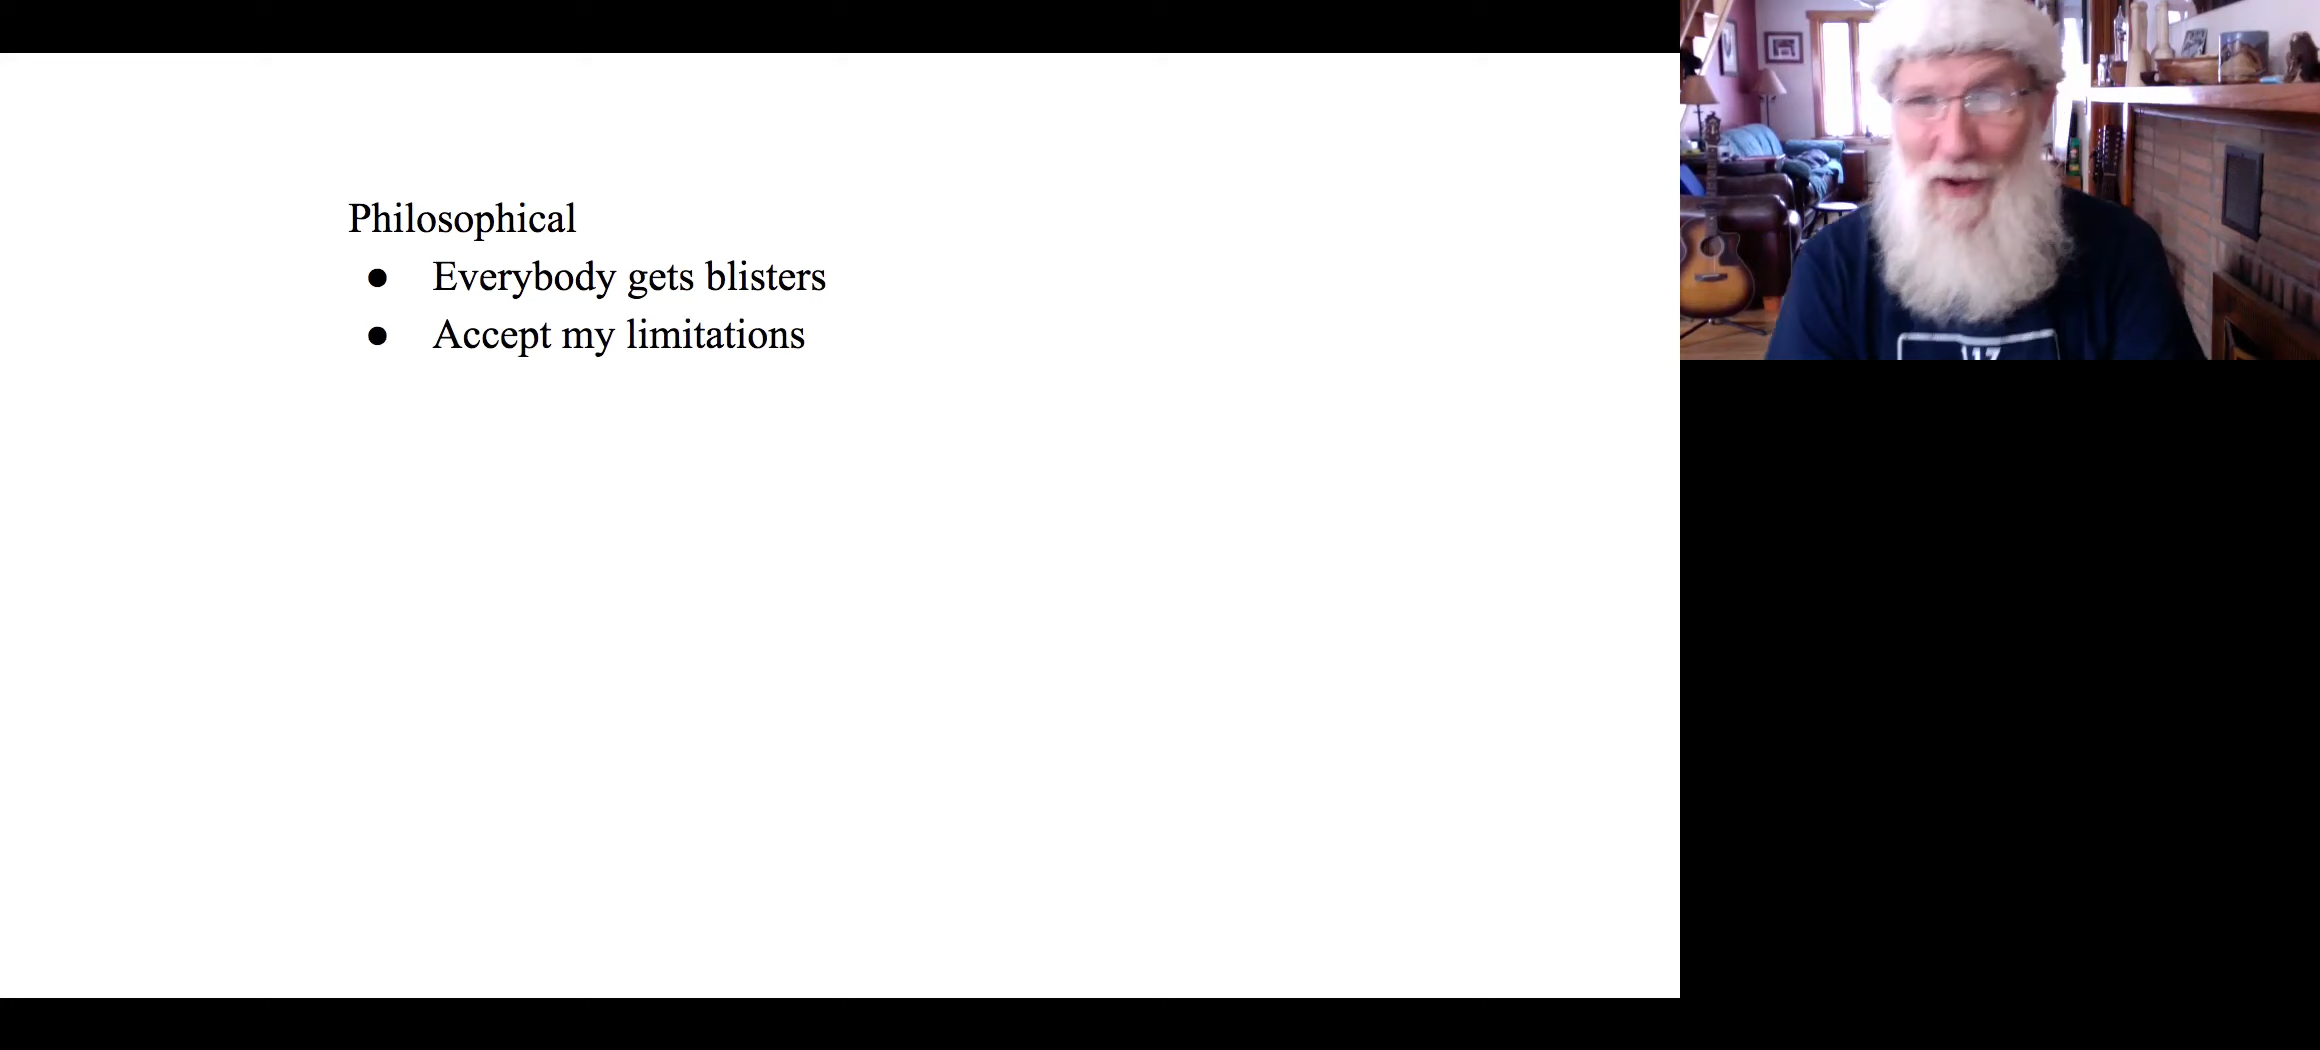 Philosophical
● Everybody gets blisters
● Accept my limitations